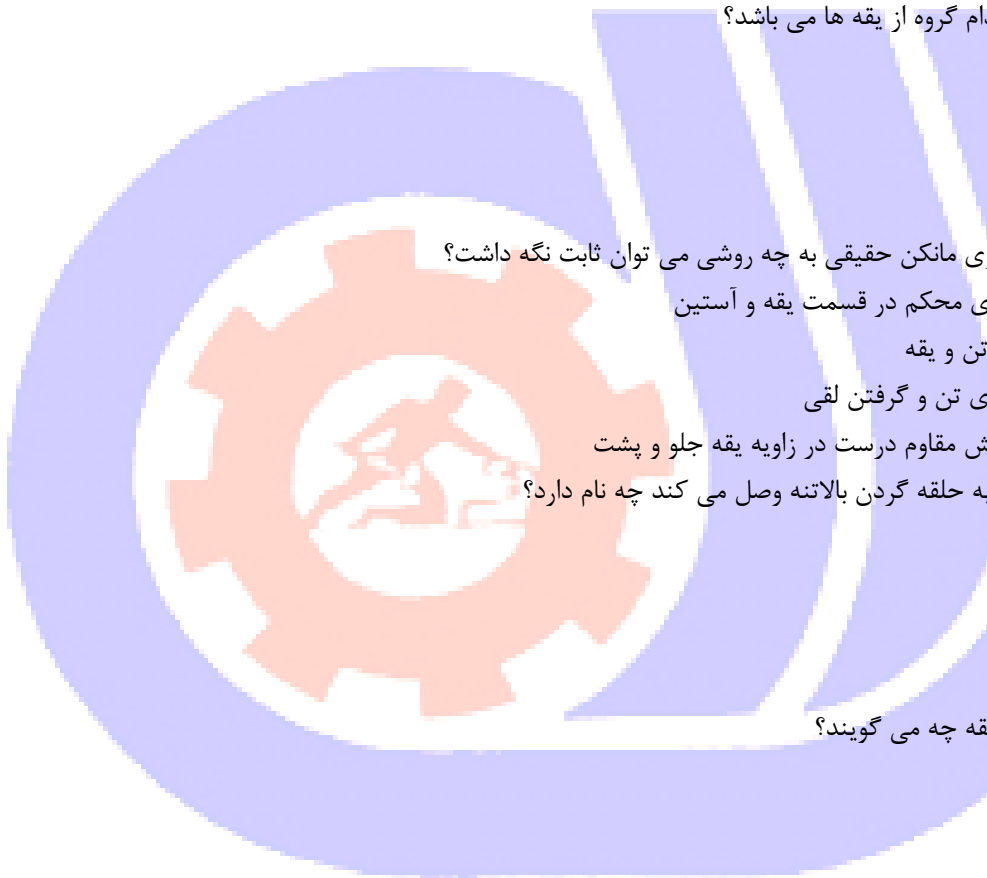 گروه از یقه ها می باشد؟
مانکن حقیقی به چه روشی می توان ثابت نگه داشت؟
محکم در قسمت یقه و آستین
تن و یقه
تن و گرفتن لقی
مقاوم درست در زاویه یقه جلو و پشت
به حلقه گردن بالاتنه وصل می کند چه نام دارد؟
چه می گویند؟